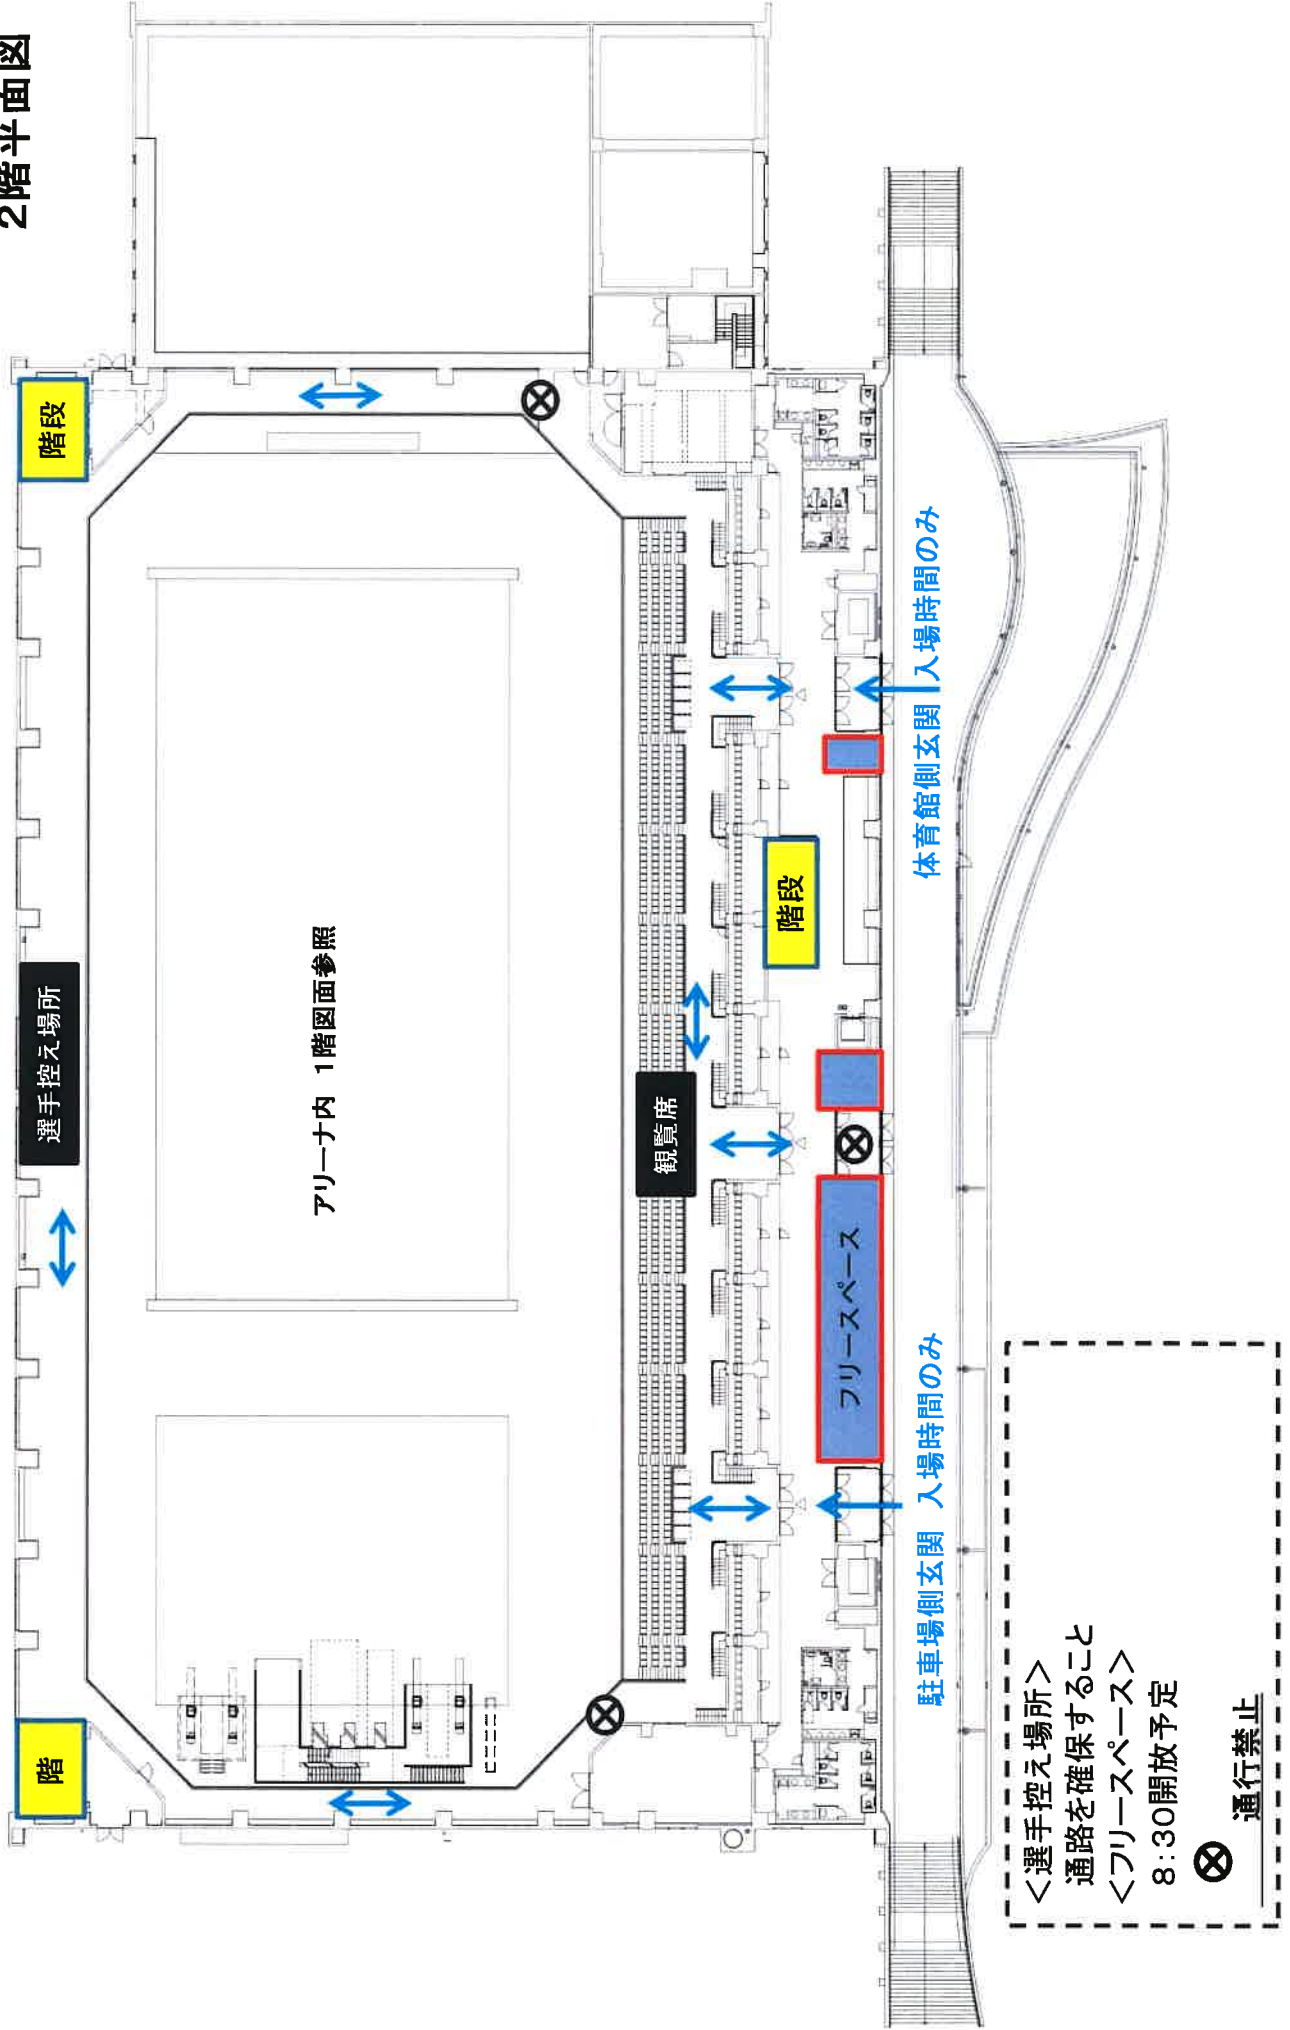 2階平面図
階段
選手控え場所
階
アリーナ内 1階図面参照
観覧席
階段
フリースペース
体育館側玄関 入場時間のみ
駐車場側玄関 入場時間のみ
＜選手控え場所＞
通路を確保すること
＜フリースペース＞
8:30開放予定
通行禁止